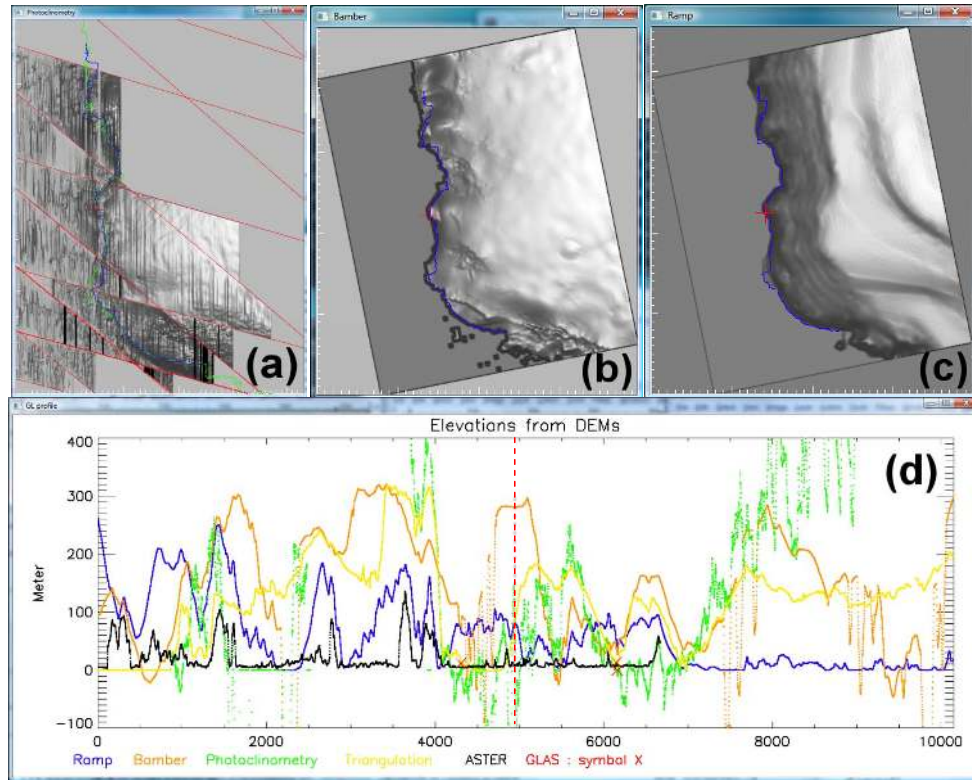 Photoclinometry
Bamber
Ramp
(a)
(b)
(c)
GL profile
Elevations from DEMs
(d)
400
300
200
100
0
-100
Meter
0 2000 4000 6000 8000 10000
Ramp Bamber Photoclinometry Triangulation ASTER GLAS : symbol X